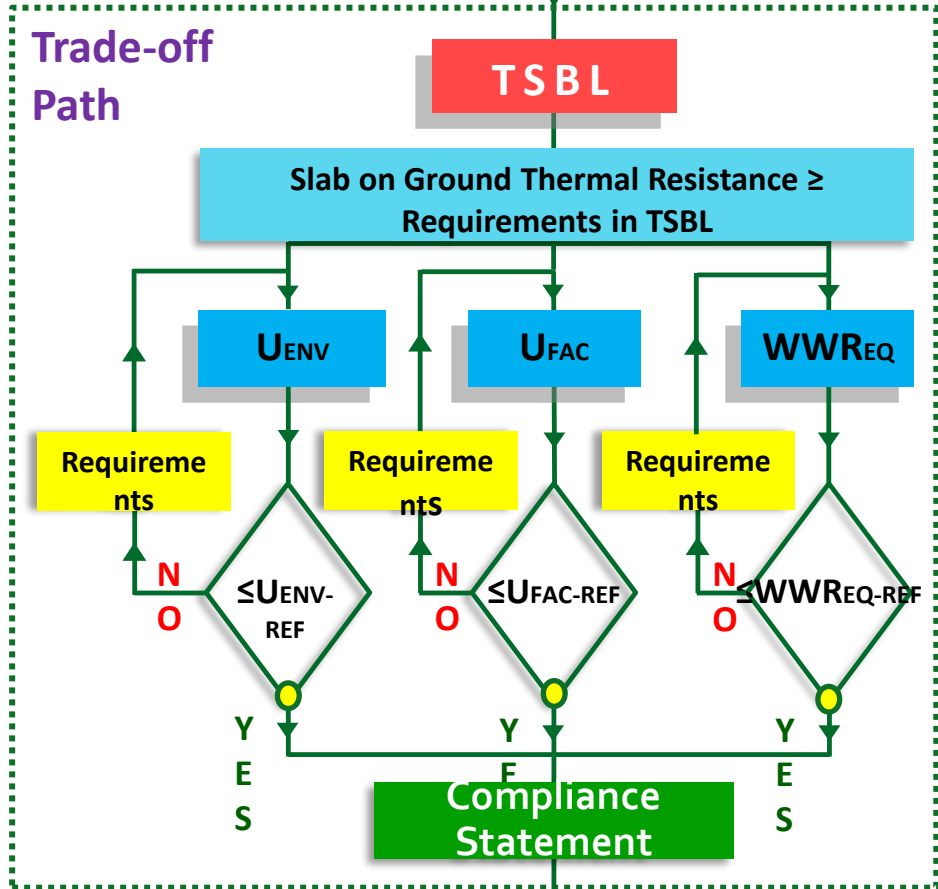 Trade-off
Path
TSBL
Slab on Ground Thermal Resistance ≥
Requirements in TSBL
UENV
UFAC
WWREQ
Requireme
nts
Requireme
nts
Requireme
nts
N
O
≤UENV-
REF
N
O
≤UFAC-REF
N
O
≤WWREQ-REF
Y
E
S
Y
E
Y
E
S
Compliance
Statement